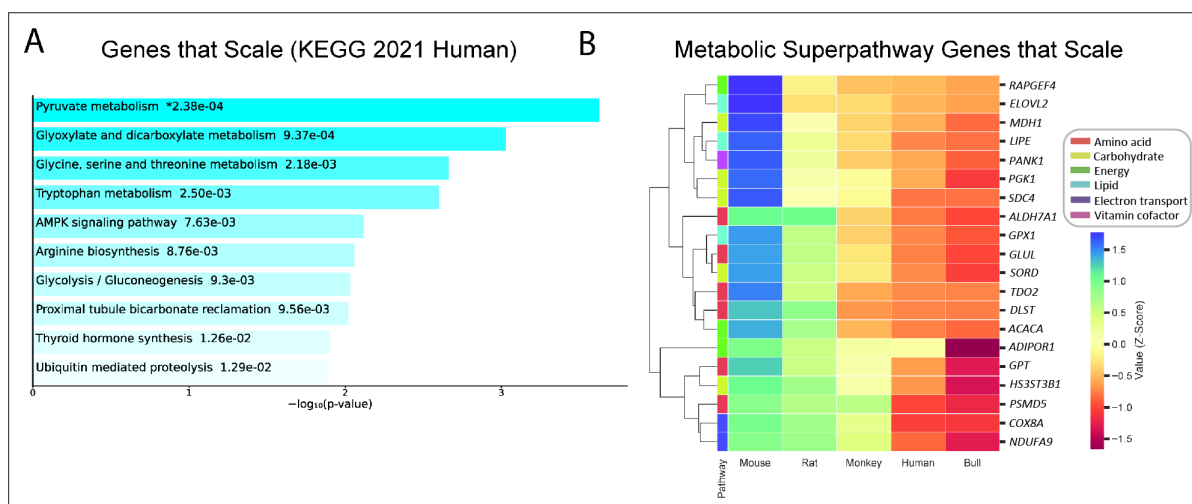 A
Genes that Scale (KEGG 2021 Human)
Pyruvate metabolism *2.38e-04
Glyoxylate and dicarboxylate metabolism 9.37e-04
Glycine, serine and threonine metabolism 2.18e-03
Tryptophan metabolism 2.50e-03
AMPK signaling pathway 7.63e-03
Arginine biosynthesis 8.76e-03
Glycolysis / Gluconeogenesis 9.3e-03
Proximal tubule bicarbonate reclamation 9.56e-03
Thyroid hormone synthesis 1.26e-02
Ubiquitin mediated proteolysis 1.29e-02
0 1 2 3
−log₁₀(p-value)
B
Metabolic Superpathway Genes that Scale
RAPGEF4
ELOVL2
MDH1
LIPE
PANK1
PGK1
SDC4
ALDH7A1
GPX1
GLUL
SORD
TDO2
DLST
ACACA
ADIPOR1
GPT
HS3ST3B1
PSMD5
COX8A
NDUFA9
Pathway
Mouse Rat Monkey Human Bull
Amino acid
Carbohydrate
Energy
Lipid
Electron transport
Vitamin cofactor
1.5
1.0
0.5
0.0
−0.5
−1.0
−1.5
Value (Z-Score)